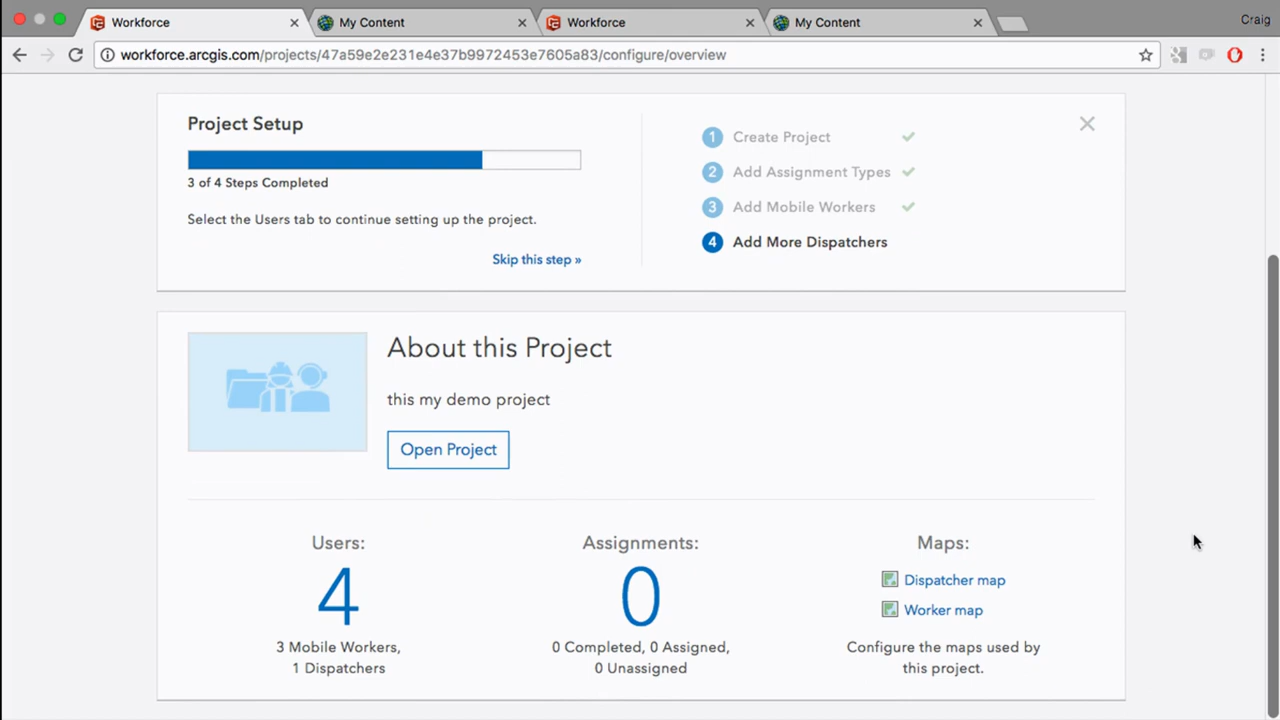 Workforce
My Content
Workforce
My Content
Craig
workforce.arcgis.com/projects/47a59e2e231e4e37b9972453e7605a83/configure/overview
Project Setup
3 of 4 Steps Completed
Select the Users tab to continue setting up the project.
Skip this step »
1 Create Project
2 Add Assignment Types
3 Add Mobile Workers
4 Add More Dispatchers
About this Project
this my demo project
Open Project
Users:
4
3 Mobile Workers,
1 Dispatchers
Assignments:
0
0 Completed, 0 Assigned,
0 Unassigned
Maps:
Dispatcher map
Worker map
Configure the maps used by
this project.